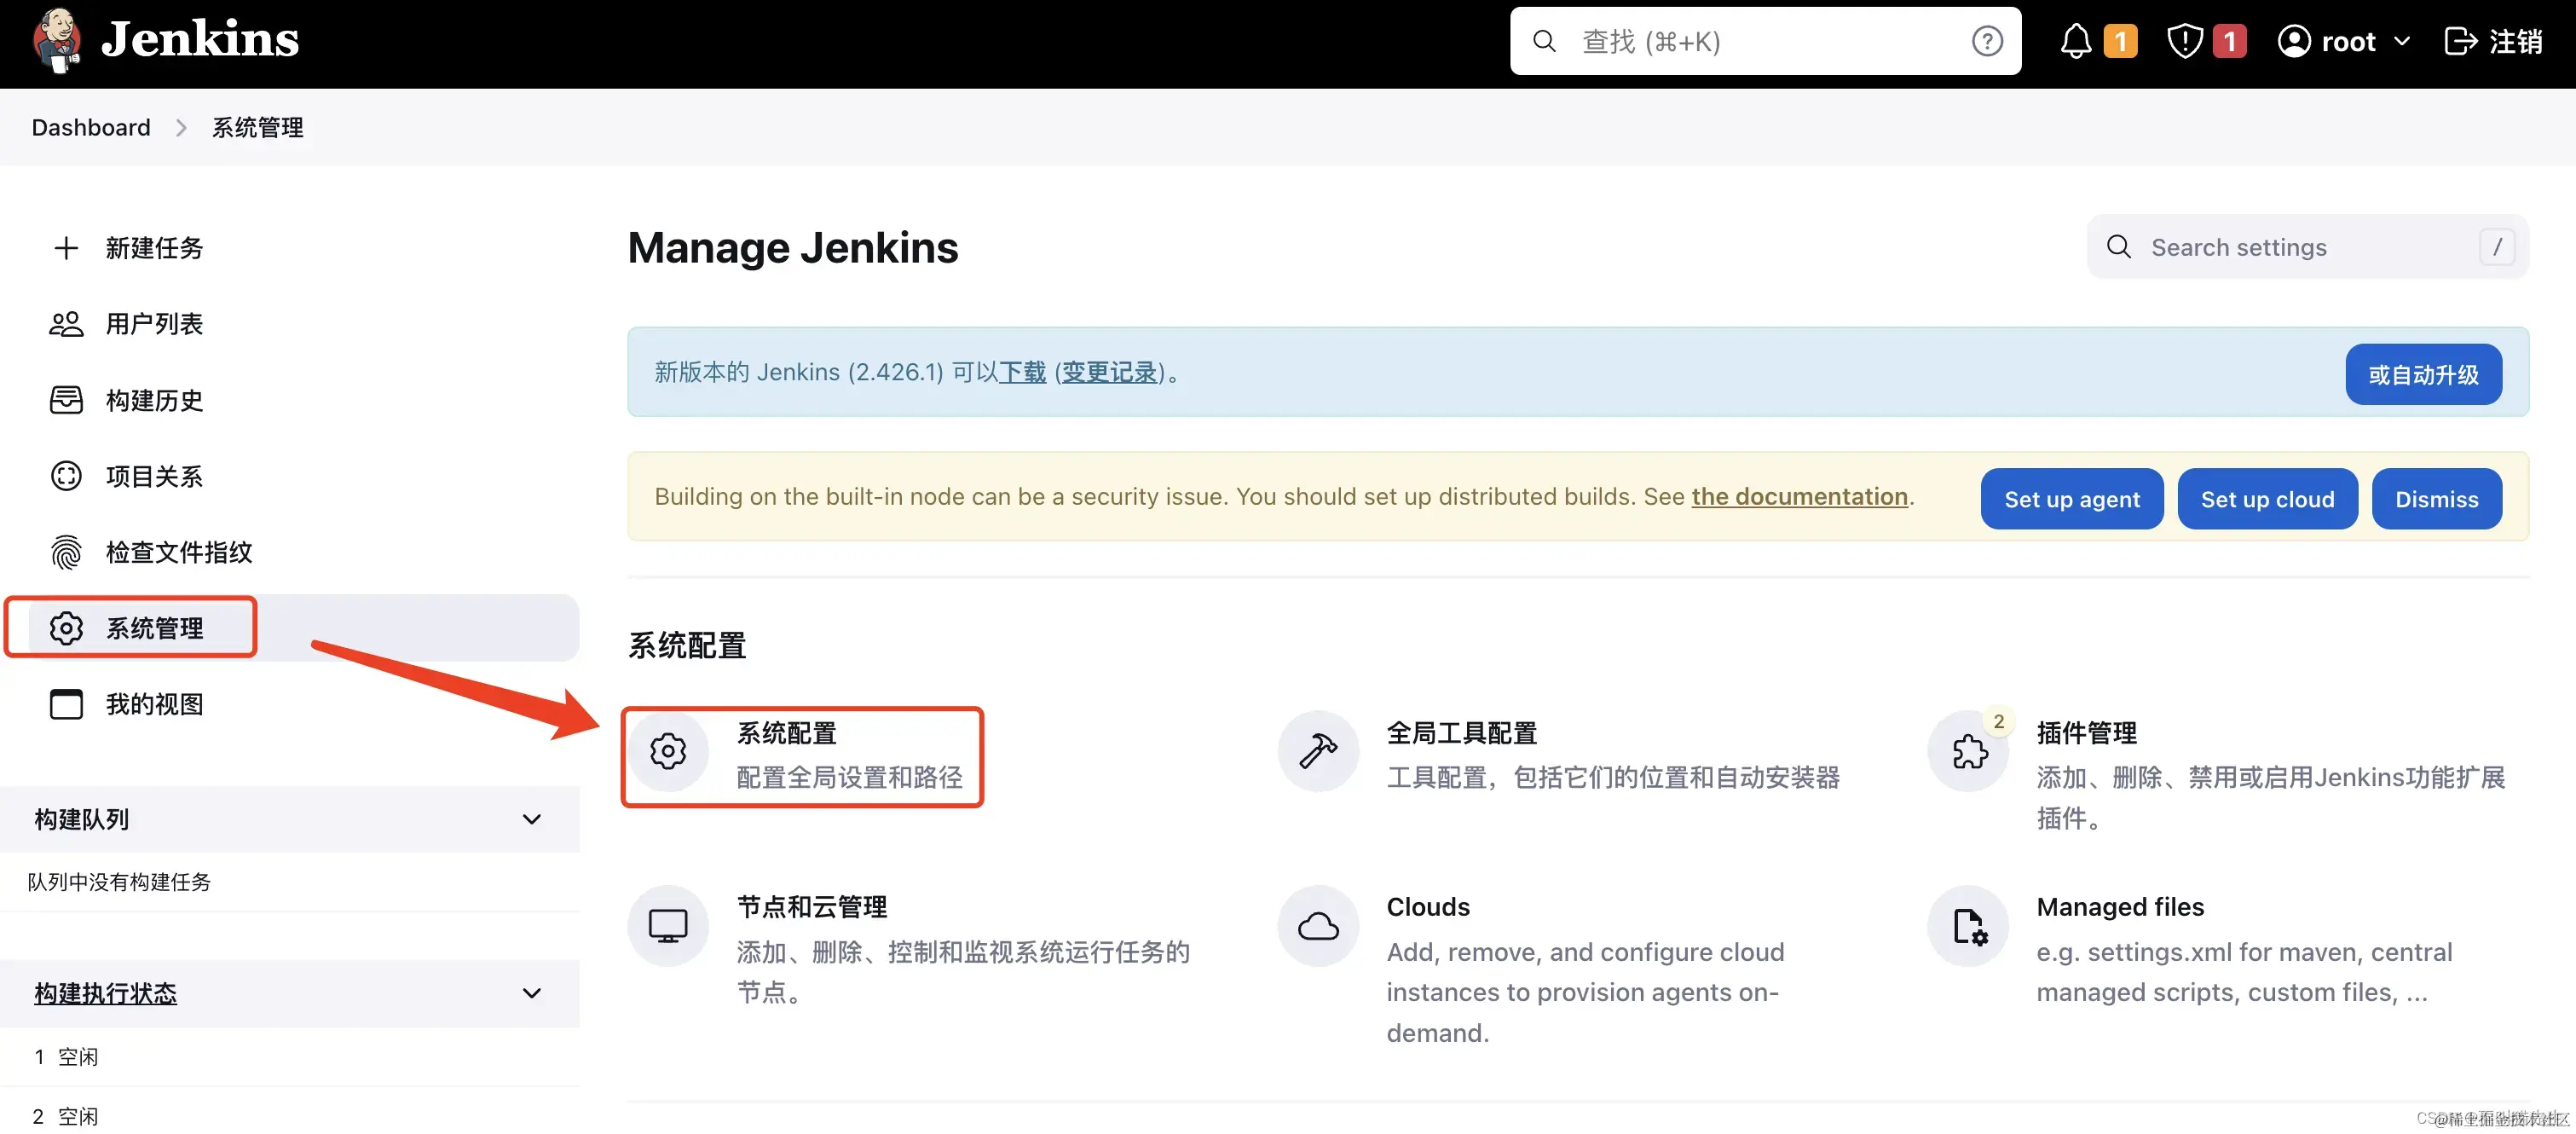 Jenkins
查找 (⌘+K)
1
1
root
注销
Dashboard
系统管理
新建任务
用户列表
构建历史
项目关系
检查文件指纹
系统管理
我的视图
构建队列
队列中没有构建任务
构建执行状态
1 空闲
2 空闲
Manage Jenkins
Search settings
/
新版本的 Jenkins (2.426.1) 可以下载 (变更记录)。
或自动升级
Building on the built-in node can be a security issue. You should set up distributed builds. See the documentation.
Set up agent
Set up cloud
Dismiss
系统配置
系统配置
配置全局设置和路径
全局工具配置
工具配置，包括它们的位置和自动安装器
2
插件管理
添加、删除、禁用或启用Jenkins功能扩展
插件。
节点和云管理
添加、删除、控制和监视系统运行任务的
节点。
Clouds
Add, remove, and configure cloud
instances to provision agents on-
demand.
Managed files
e.g. settings.xml for maven, central
managed scripts, custom files, ...